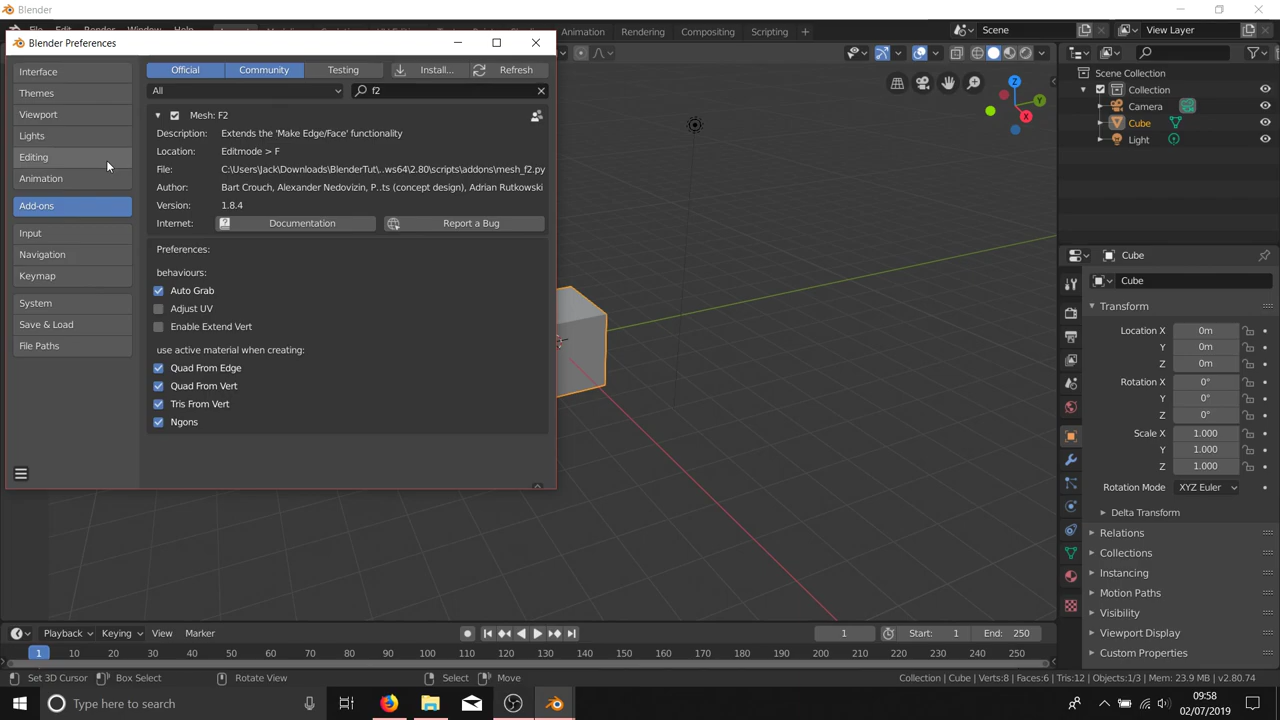 Blender
File Edit Render Window Help
Animation Rendering Compositing Scripting
Scene
View Layer
Blender Preferences
Interface
Themes
Viewport
Lights
Editing
Animation
Add-ons
Input
Navigation
Keymap
System
Save & Load
File Paths
Official Community Testing Install... Refresh
All f2
Mesh: F2
Description: Extends the 'Make Edge/Face' functionality
Location: Editmode > F
File: C:\Users\Jack\Downloads\BlenderTut\..ws64\2.80\scripts\addons\mesh_f2.py
Author: Bart Crouch, Alexander Nedovizin, P..ts (concept design), Adrian Rutkowski
Version: 1.8.4
Internet: Documentation Report a Bug
Preferences:
behaviours:
Auto Grab
Adjust UV
Enable Extend Vert
use active material when creating:
Quad From Edge
Quad From Vert
Tris From Vert
Ngons
Z
Y
X
Scene Collection
Collection
Camera
Cube
Light
Cube
Cube
Transform
Location X 0m
Y 0m
Z 0m
Rotation X 0°
Y 0°
Z 0°
Scale X 1.000
Y 1.000
Z 1.000
Rotation Mode XYZ Euler
Delta Transform
Relations
Collections
Instancing
Motion Paths
Visibility
Viewport Display
Custom Properties
Playback Keying View Marker
1 Start: 1 End: 250
1 10 20 30 40 50 60 70 80 90 100 110 120 130 140 150 160 170 180 190 200 210 220 230 240 250
Set 3D Cursor Box Select Rotate View Select Move
Collection | Cube | Verts:8 | Faces:6 | Tris:12 | Objects:1/3 | Mem: 23.9 MB | v2.80.74
Type here to search
09:58
02/07/2019